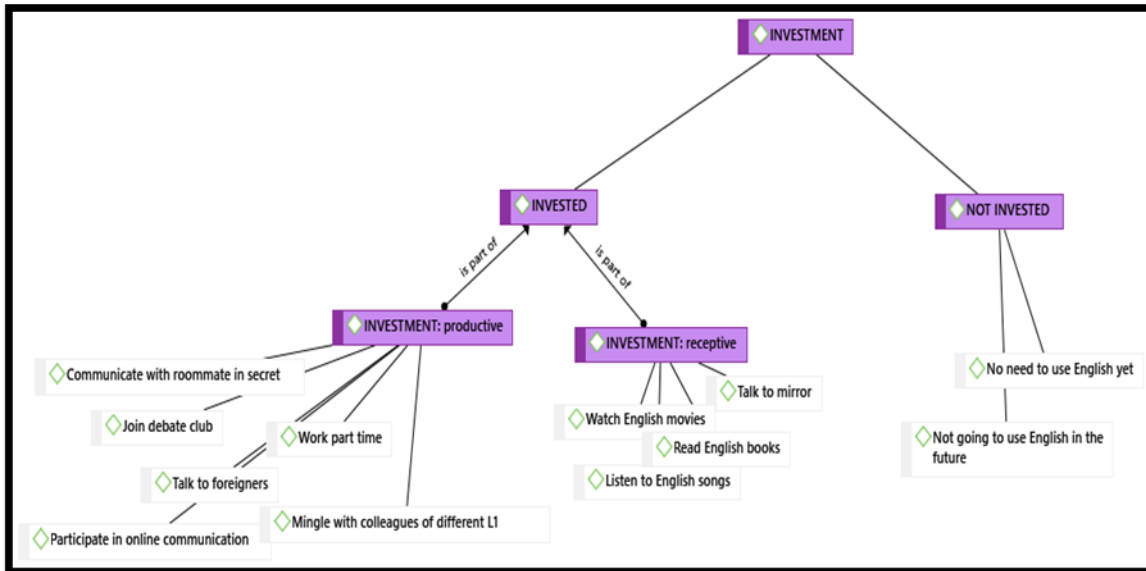 INVESTMENT
INVESTED
NOT INVESTED
is part of
is part of
INVESTMENT: productive
INVESTMENT: receptive
Communicate with roommate in secret
Join debate club
Work part time
Talk to foreigners
Participate in online communication
Mingle with colleagues of different L1
Talk to mirror
Watch English movies
Read English books
Listen to English songs
No need to use English yet
Not going to use English in the
future